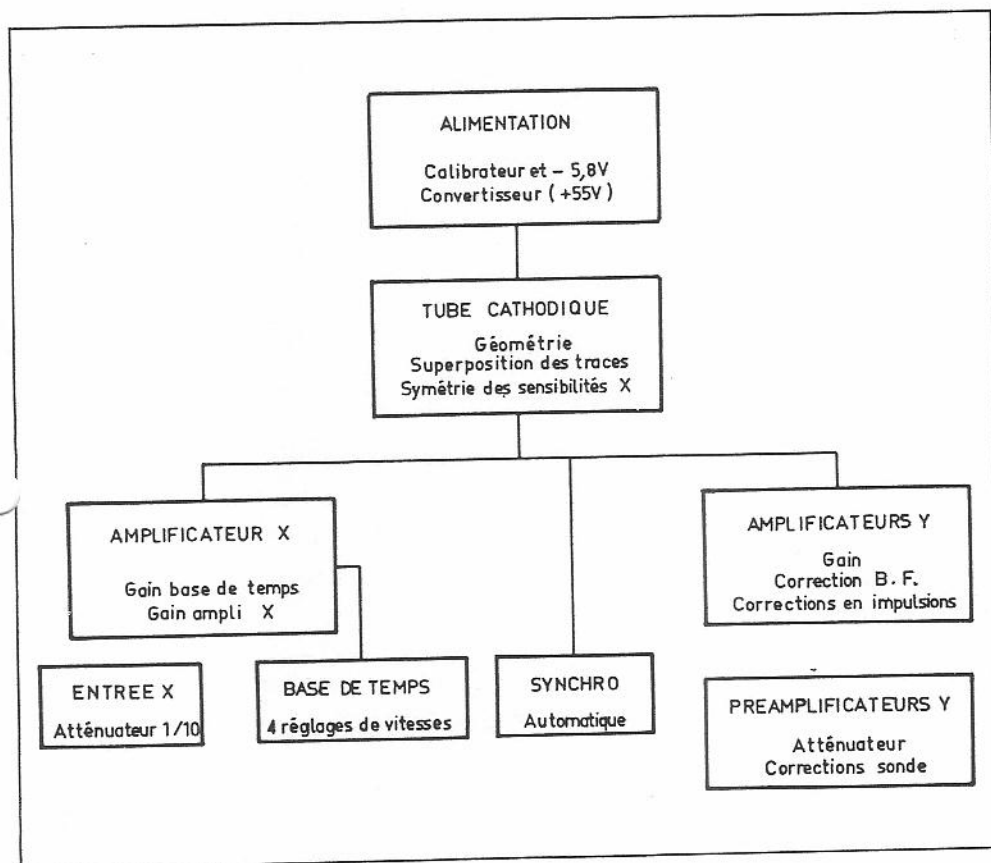 ALIMENTATION
Calibrateur et - 5,8V
Convertisseur (+55V)
TUBE CATHODIQUE
Géométrie
Superposition des traces
Symétrie des sensibilités X
AMPLIFICATEUR X
Gain base de temps
Gain ampli X
AMPLIFICATEURS Y
Gain
Correction B.F.
Corrections en impulsions
ENTREE X
Atténuateur 1/10
BASE DE TEMPS
4 réglages de vitesses
SYNCHRO
Automatique
PREAMPLIFICATEURS Y
Atténuateur
Corrections sonde